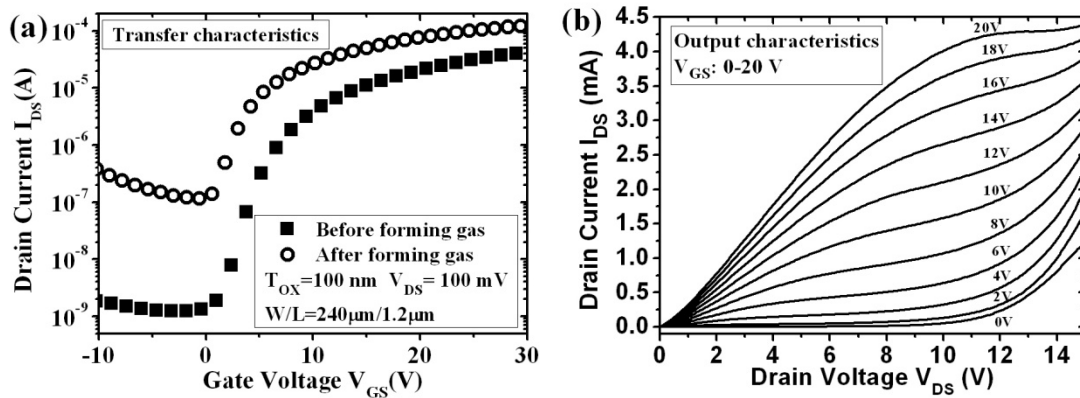 (a)
Transfer characteristics
10⁻⁴
10⁻⁵
10⁻⁶
10⁻⁷
10⁻⁸
10⁻⁹
Drain Current I_DS(A)
Before forming gas
After forming gas
T_OX=100 nm V_DS= 100 mV
W/L=240μm/1.2μm
-10 0 10 20 30
Gate Voltage V_GS(V)
(b)
Output characteristics
V_GS: 0-20 V
4.5
4.0
3.5
3.0
2.5
2.0
1.5
1.0
0.5
0.0
Drain Current I_DS (mA)
20V
18V
16V
14V
12V
10V
8V
6V
4V
2V
0V
0 2 4 6 8 10 12 14
Drain Voltage V_DS (V)